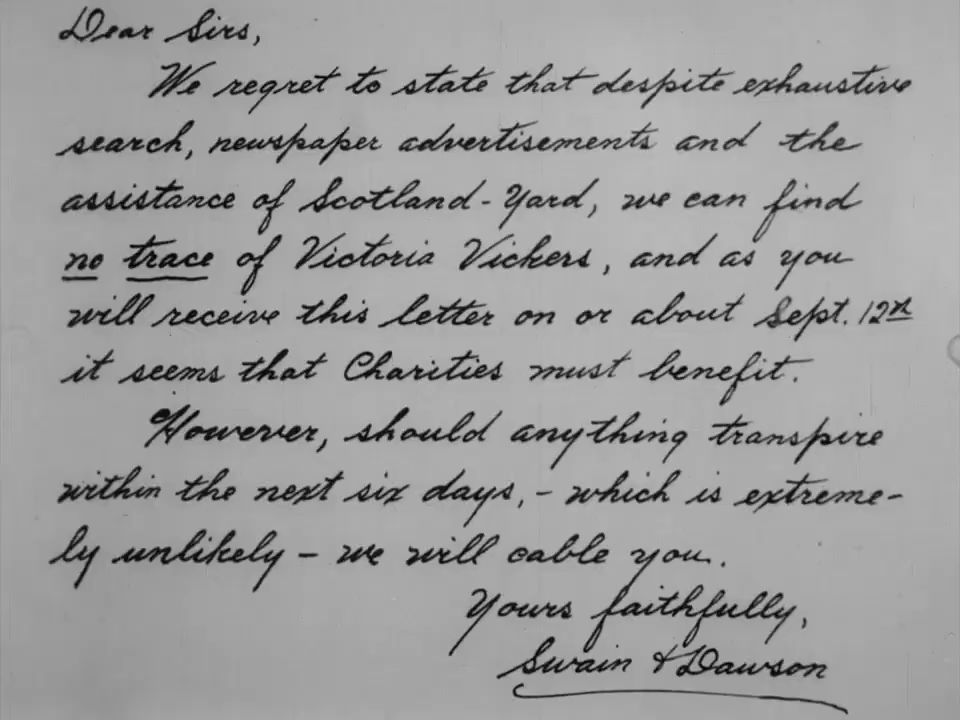 Dear Sirs,
We regret to state that despite exhaustive
search, newspaper advertisements and the
assistance of Scotland-Yard, we can find
no trace of Victoria Vickers, and as you
will receive this letter on or about Sept. 12th
it seems that Charities must benefit.
However, should anything transpire
within the next six days, - which is extreme-
ly unlikely - we will cable you.
Yours faithfully,
Swain & Dawson